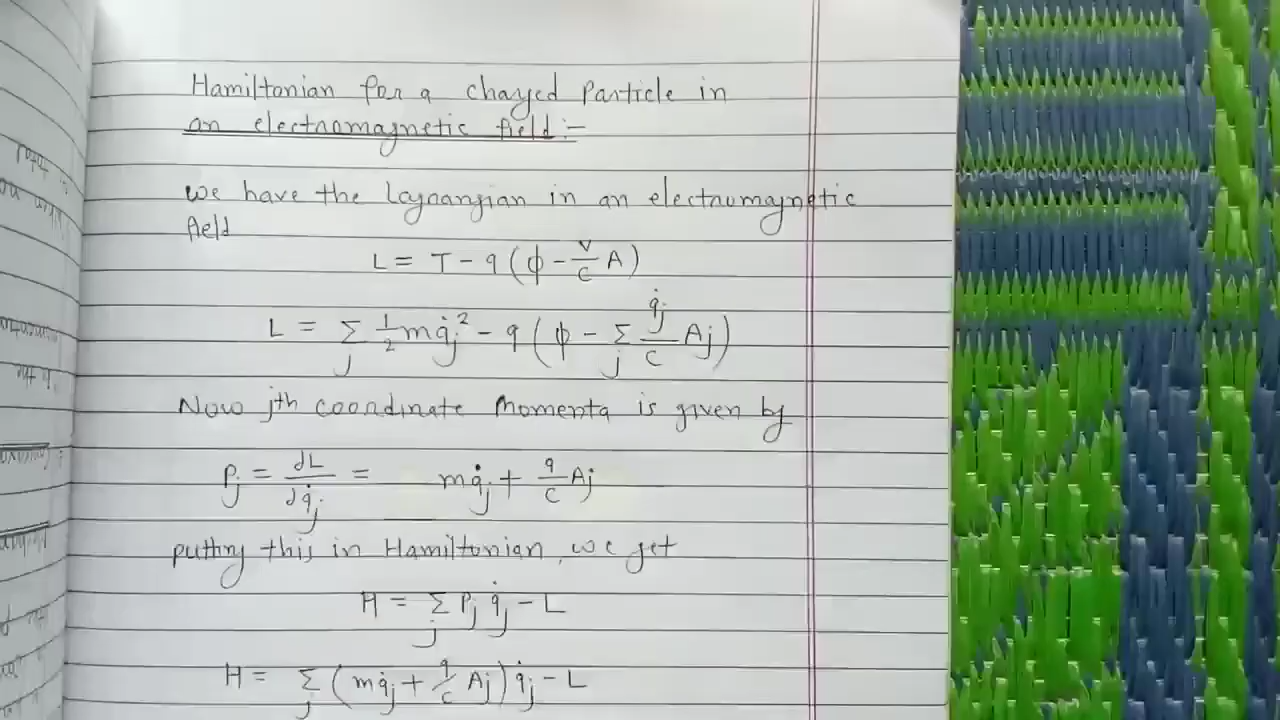 Hamiltonian for a charged particle in
an electromagnetic field:-
we have the Lagrangian in an electromagnetic
field
L = T - q (ϕ - v/c A)
L = Σ_j 1/2 m q̇_j² - q (ϕ - Σ_j q̇_j/c A_j)
Now jth coordinate momenta is given by
P_j = ∂L/∂q̇_j = m q̇_j + q/c A_j
putting this in Hamiltonian, we get
H = Σ_j P_j q̇_j - L
H = Σ_j (m q̇_j + q/c A_j) q̇_j - L